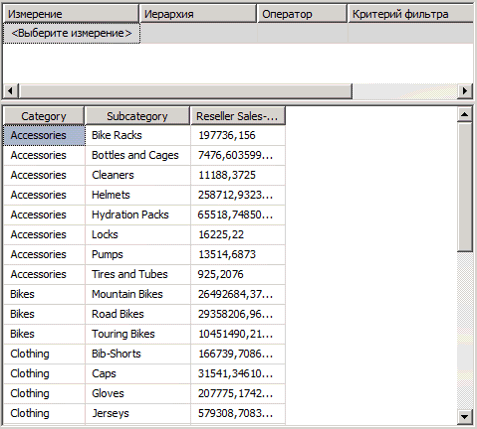 Измерение Иерархия Оператор Критерий фильтра
<Выберите измерение>
Category Subcategory Reseller Sales-...
Accessories Bike Racks 197736,156
Accessories Bottles and Cages 7476,603599...
Accessories Cleaners 11188,3725
Accessories Helmets 258712,9323...
Accessories Hydration Packs 65518,74850...
Accessories Locks 16225,22
Accessories Pumps 13514,6873
Accessories Tires and Tubes 925,2076
Bikes Mountain Bikes 26492684,37...
Bikes Road Bikes 29358206,96...
Bikes Touring Bikes 10451490,21...
Clothing Bib-Shorts 166739,7086...
Clothing Caps 31541,34610...
Clothing Gloves 207775,1742...
Clothing Jerseys 579308,7083...